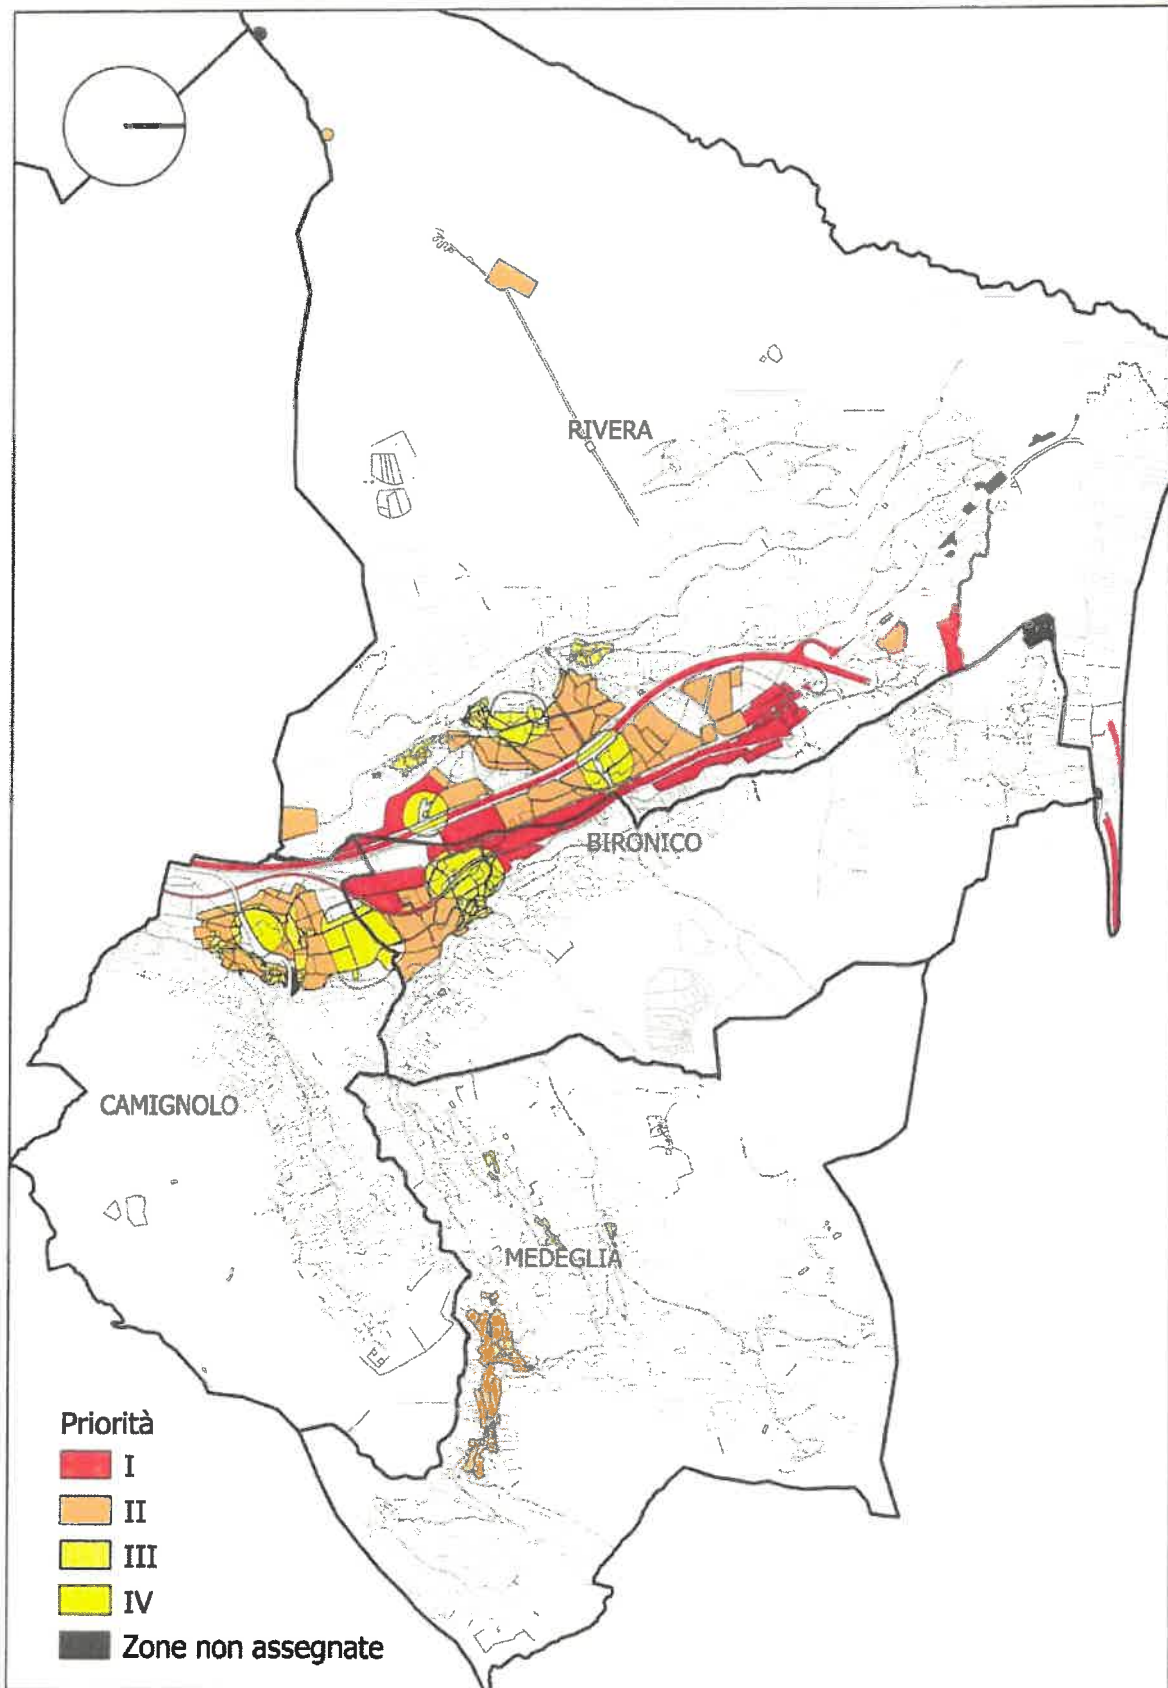 RIVERA
BIRONICO
CAMIGNOLO
MEDEGLIA
Priorità
I
II
III
IV
Zone non assegnate